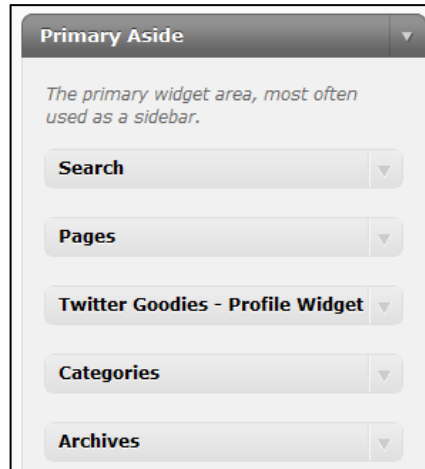 Primary Aside
The primary widget area, most often
used as a sidebar.
Search
Pages
Twitter Goodies - Profile Widget
Categories
Archives